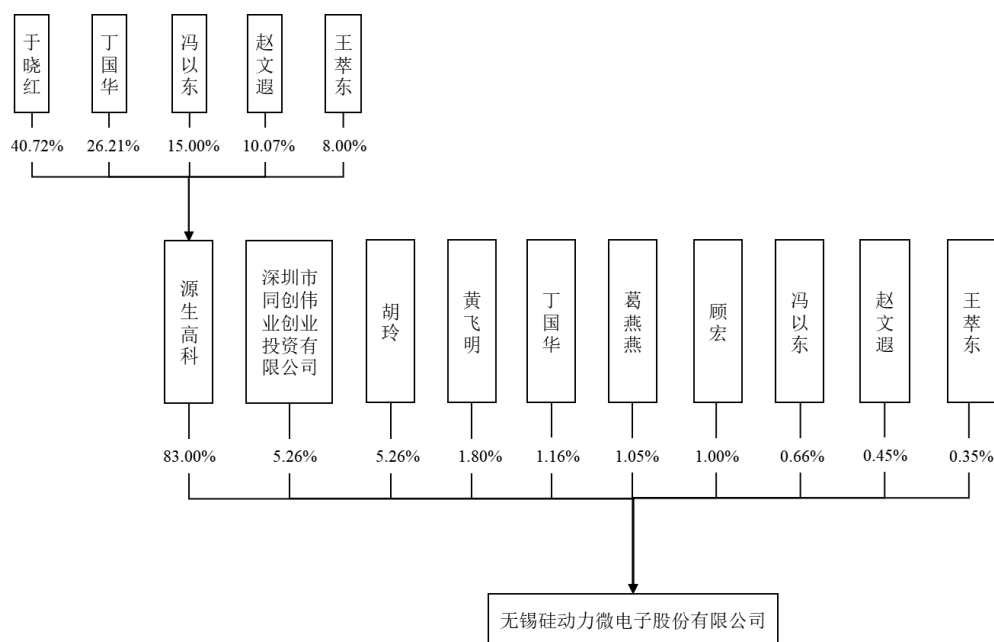 于晓红
丁国华
冯以东
赵文遐
王萃东
40.72%
26.21%
15.00%
10.07%
8.00%
源生高科
深圳市
同创伟
业创业
投资有
限公司
胡玲
黄飞明
丁国华
葛燕燕
顾宏
冯以东
赵文遐
王萃东
83.00%
5.26%
5.26%
1.80%
1.16%
1.05%
1.00%
0.66%
0.45%
0.35%
无锡硅动力微电子股份有限公司